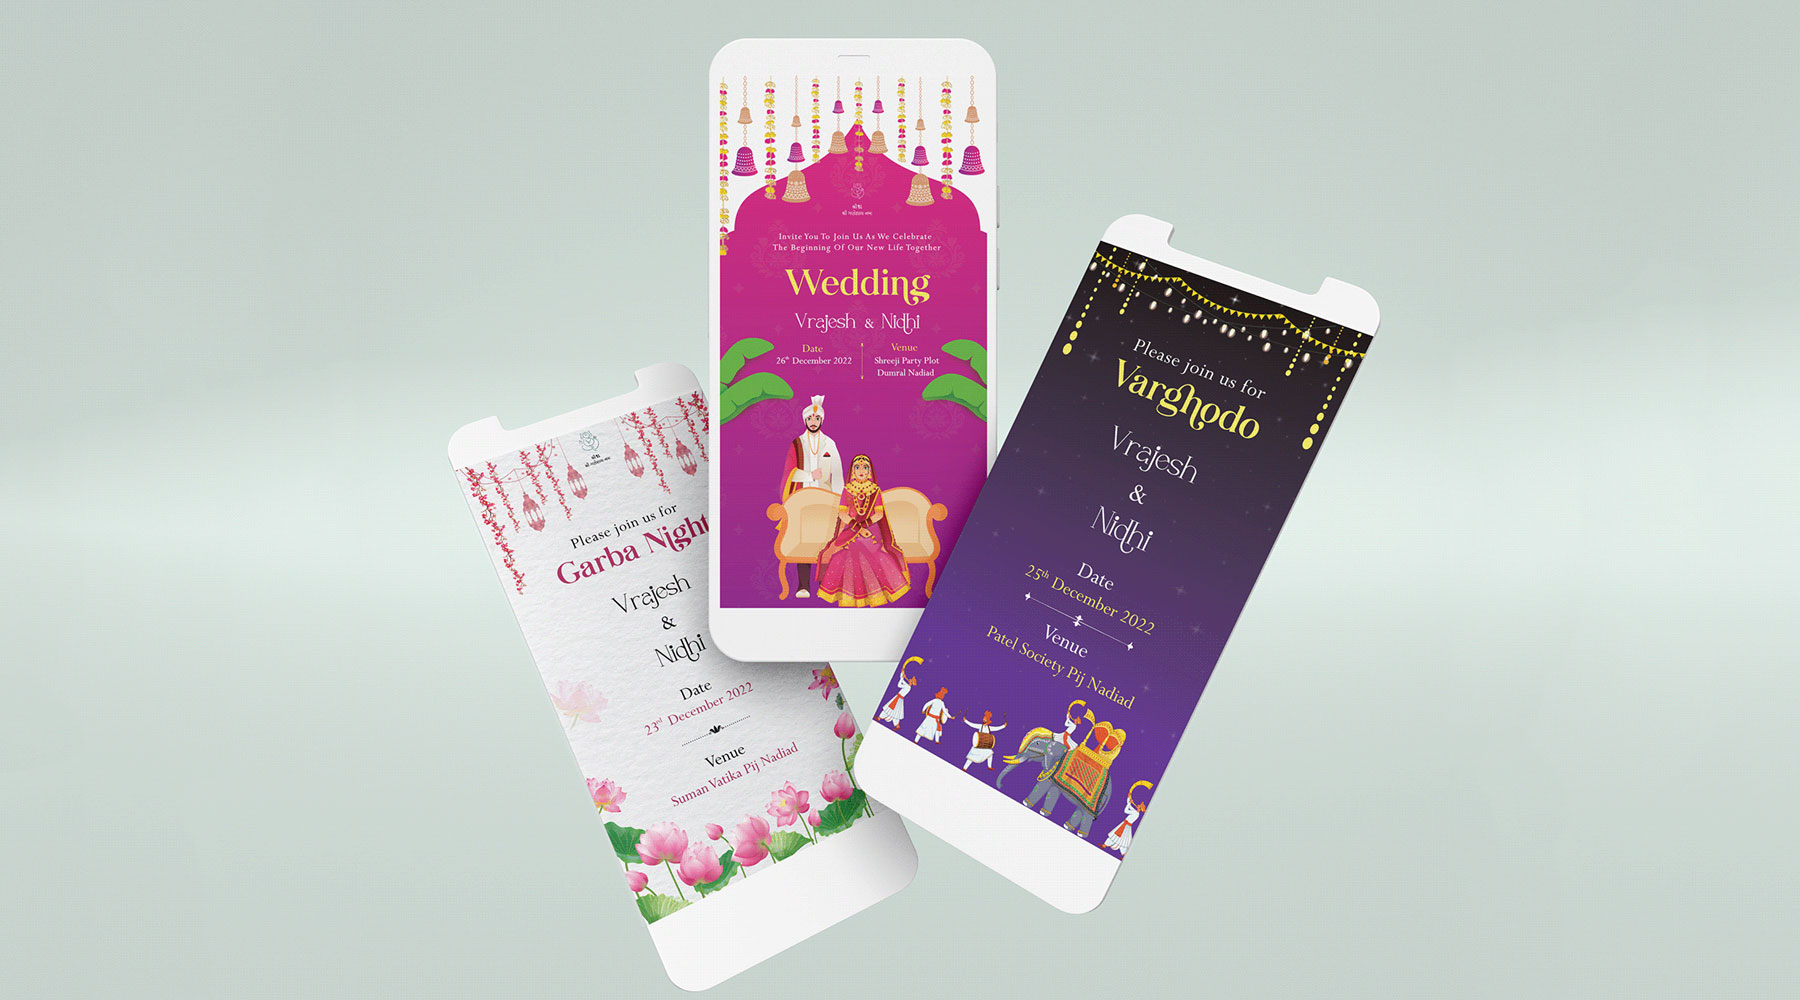 Invite You To Join Us As We Celebrate
The Beginning Of Our New Life Together
Wedding
Vrajesh & Nidhi
Date
26th December 2022
Venue
Shreeji Party Plot
Dumral Nadiad
Please join us for
Garba Night
Vrajesh
&
Nidhi
Date
23rd December 2022
Venue
Suman Vatika Pij Nadiad
Please join us for
Varghodo
Vrajesh
&
Nidhi
Date
25th December 2022
Venue
Patel Society Pij Nadiad